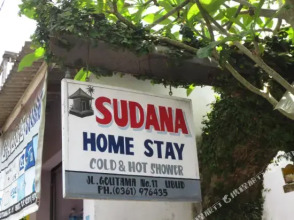 SUDANA
HOME STAY
COLD & HOT SHOWER
JL. GOUTAMA No. 11 UBUD
PH. (0361) 976435